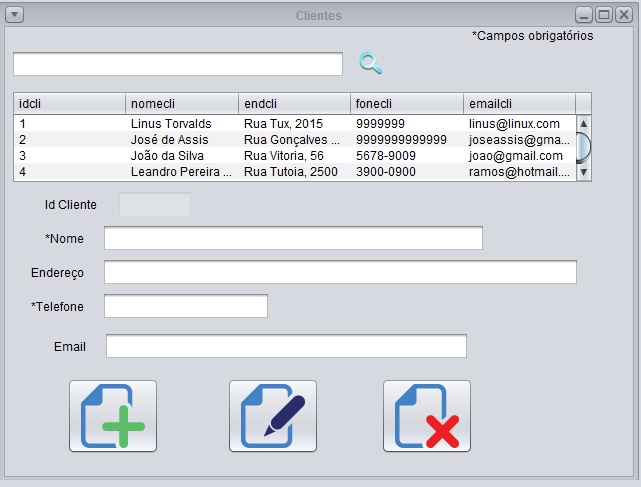 Clientes
*Campos obrigatórios
idcli nomecli endcli fonecli emailcli
1 Linus Torvalds Rua Tux, 2015 9999999 linus@linux.com
2 José de Assis Rua Gonçalves ... 9999999999999 joseassis@gma...
3 João da Silva Rua Vitoria, 56 5678-9009 joao@gmail.com
4 Leandro Pereira ... Rua Tutoia, 2500 3900-0900 ramos@hotmail....
Id Cliente
*Nome
Endereço
*Telefone
Email